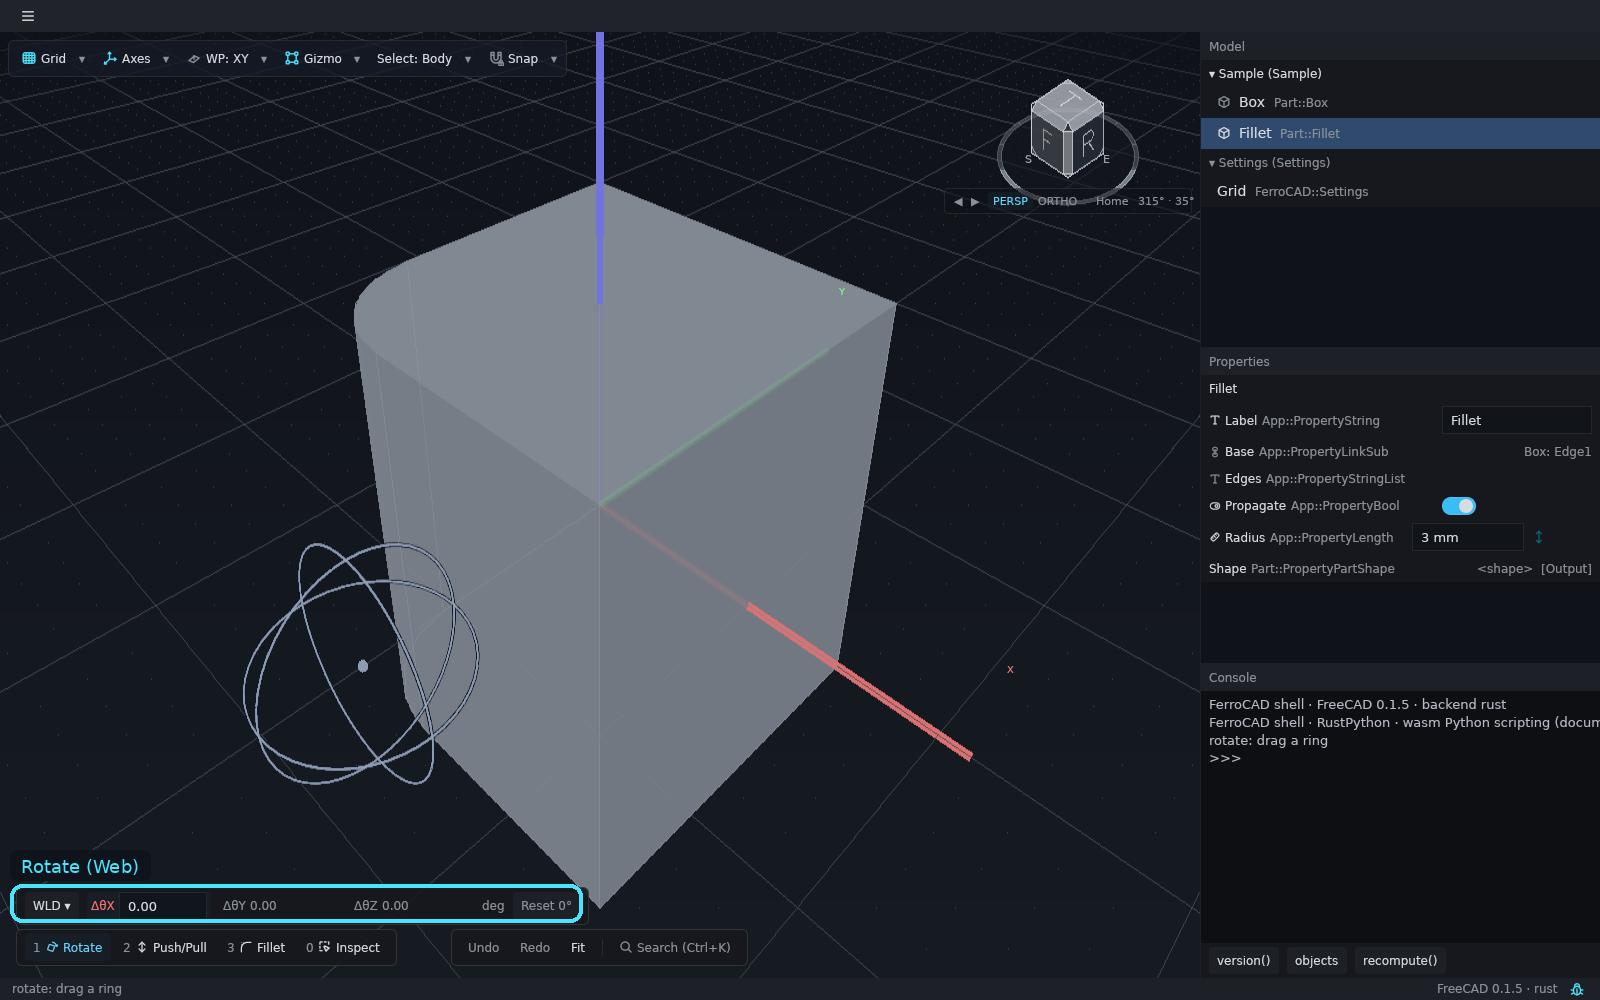 Grid ▾ Axes ▾ WP: XY ▾ Gizmo ▾ Select: Body ▾ Snap ▾
T
F R
S E
◀ ▶ PERSP ORTHO Home 315° · 35°
Y
X
Rotate (Web)
WLD ▾ ΔθX 0.00 ΔθY 0.00 ΔθZ 0.00 deg Reset 0°
1 Rotate 2 Push/Pull 3 Fillet 0 Inspect
Undo Redo Fit Search (Ctrl+K)
rotate: drag a ring
Model
▾ Sample (Sample)
Box Part::Box
Fillet Part::Fillet
▾ Settings (Settings)
Grid FerroCAD::Settings
Properties
Fillet
Label App::PropertyString Fillet
Base App::PropertyLinkSub Box: Edge1
Edges App::PropertyStringList
Propagate App::PropertyBool
Radius App::PropertyLength 3 mm
Shape Part::PropertyPartShape <shape> [Output]
Console
FerroCAD shell · FreeCAD 0.1.5 · backend rust
FerroCAD shell · RustPython · wasm Python scripting (docum
rotate: drag a ring
>>>
version() objects recompute()
FreeCAD 0.1.5 · rust